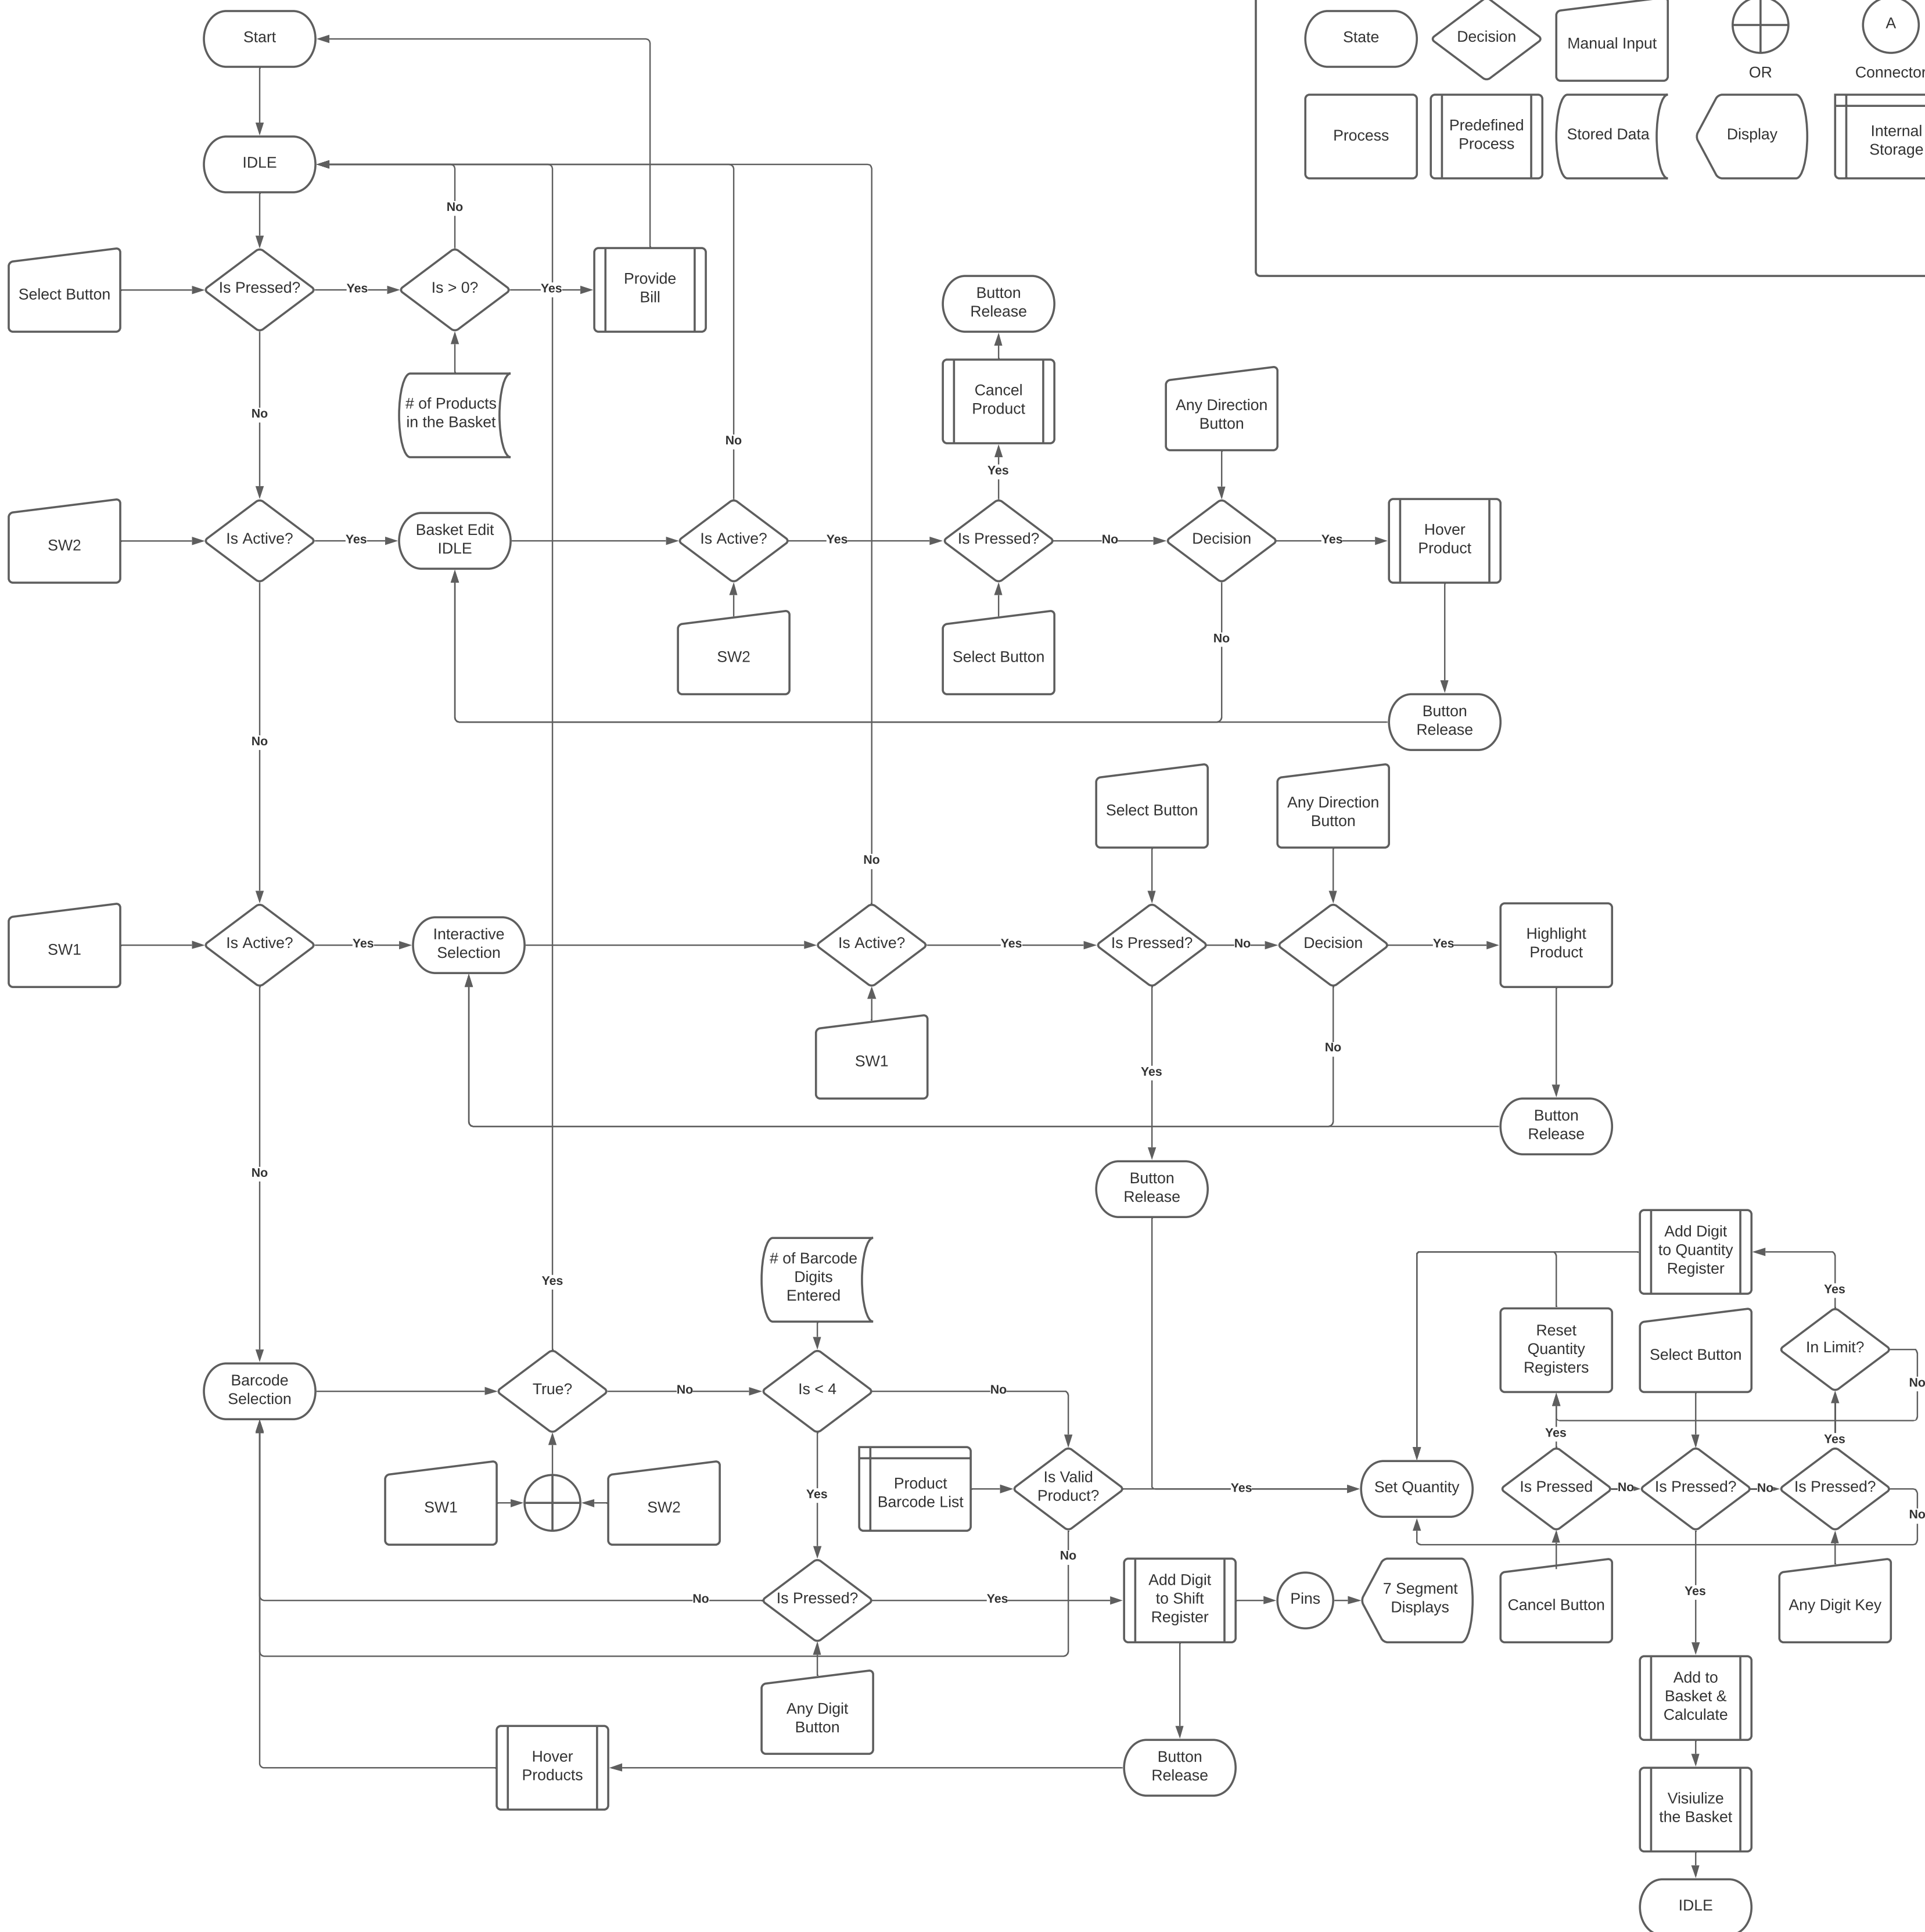 Start
State
Decision
Manual Input
OR
A
Connector
Process
Predefined
Process
Stored Data
Display
Internal
Storage
IDLE
No
Select Button
Is Pressed?
Yes
Is > 0?
Yes
Provide
Bill
Button
Release
No
# of Products
in the Basket
No
Cancel
Product
Yes
Any Direction
Button
SW2
Is Active?
Yes
Basket Edit
IDLE
Is Active?
Yes
Is Pressed?
No
Decision
Yes
Hover
Product
SW2
Select Button
No
Button
Release
No
Select Button
Any Direction
Button
No
SW1
Is Active?
Yes
Interactive
Selection
Is Active?
Yes
Is Pressed?
No
Decision
Yes
Highlight
Product
SW1
Yes
No
Button
Release
No
Button
Release
Yes
# of Barcode
Digits
Entered
Add Digit
to Quantity
Register
Yes
Reset
Quantity
Registers
Select Button
In Limit?
No
Barcode
Selection
True?
No
Is < 4
No
Yes
Yes
SW1
SW2
Yes
Product
Barcode List
Is Valid
Product?
Yes
Set Quantity
Is Pressed
No
Is Pressed?
No
Is Pressed?
No
No
No
Is Pressed?
Yes
Add Digit
to Shift
Register
Pins
7 Segment
Displays
Cancel Button
Yes
Any Digit Key
Any Digit
Button
Add to
Basket &
Calculate
Hover
Products
Button
Release
Visiulize
the Basket
IDLE